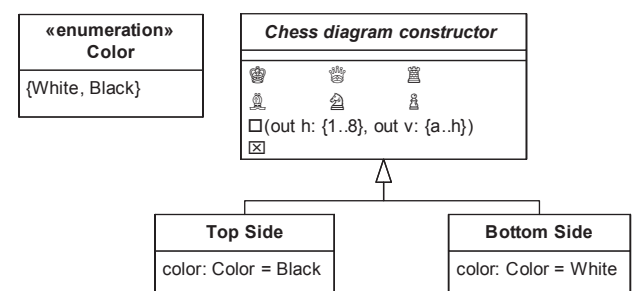 «enumeration»
Color
{White, Black}
Chess diagram constructor
♔ ♕ ♖
♗ ♘ ♙
□(out h: {1..8}, out v: {a..h})
☒
Top Side
color: Color = Black
Bottom Side
color: Color = White